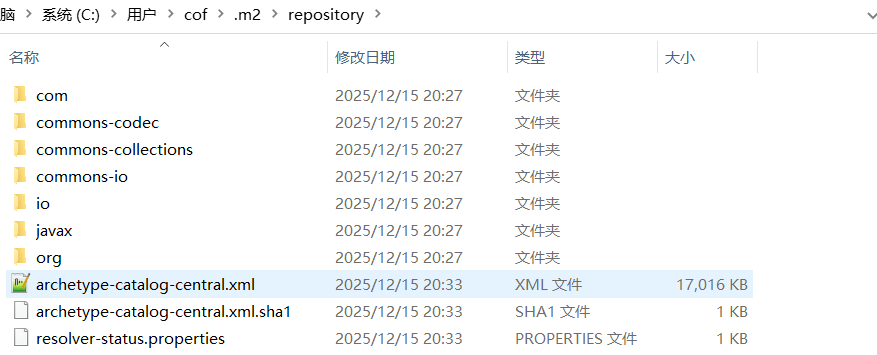 脑 > 系统 (C:) > 用户 > cof > .m2 > repository >
名称 修改日期 类型 大小
com 2025/12/15 20:27 文件夹
commons-codec 2025/12/15 20:27 文件夹
commons-collections 2025/12/15 20:27 文件夹
commons-io 2025/12/15 20:27 文件夹
io 2025/12/15 20:27 文件夹
javax 2025/12/15 20:27 文件夹
org 2025/12/15 20:27 文件夹
archetype-catalog-central.xml 2025/12/15 20:33 XML 文件 17,016 KB
archetype-catalog-central.xml.sha1 2025/12/15 20:33 SHA1 文件 1 KB
resolver-status.properties 2025/12/15 20:33 PROPERTIES 文件 1 KB